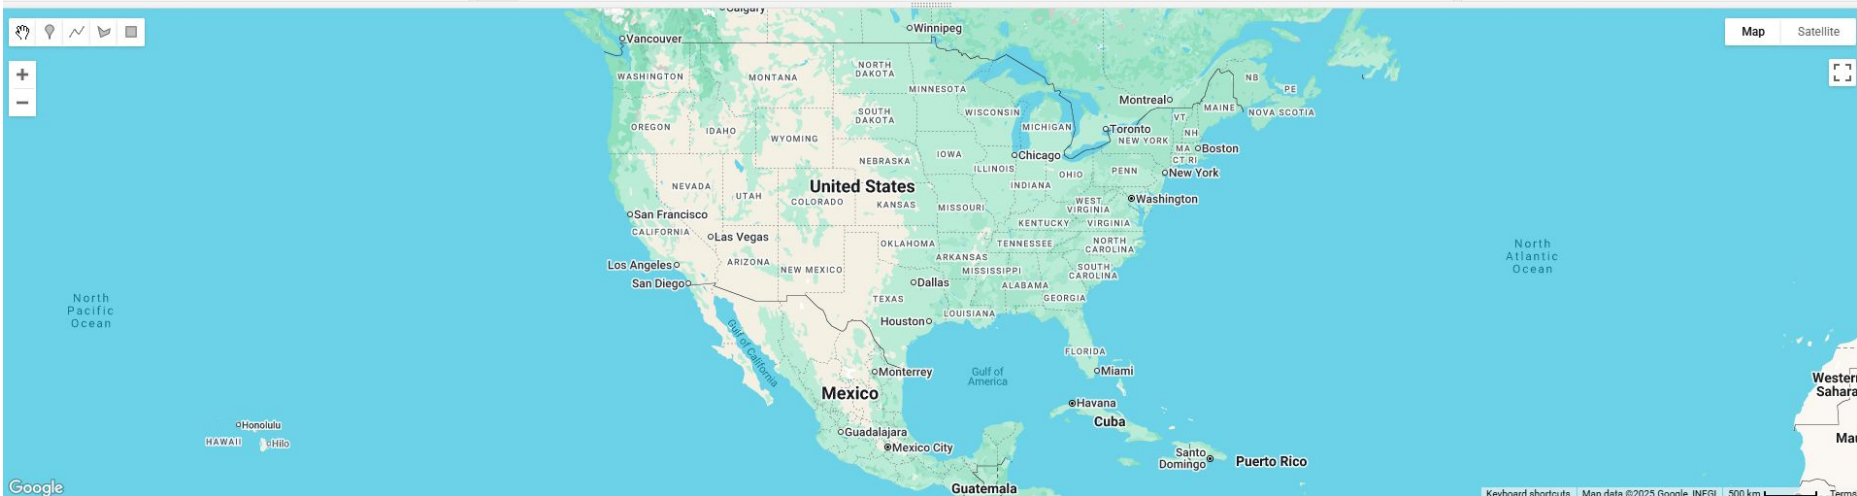 Calgary
Winnipeg
Vancouver
Map
Satellite
WASHINGTON
MONTANA
NORTH
DAKOTA
MINNESOTA
NB
PE
Montreal
MAINE
NOVA SCOTIA
OREGON
IDAHO
WYOMING
SOUTH
DAKOTA
WISCONSIN
MICHIGAN
Toronto
VT
NH
NEW YORK
MA
Boston
CT RI
NEBRASKA
IOWA
Chicago
ILLINOIS
INDIANA
OHIO
PENN
New York
NEVADA
UTAH
United States
COLORADO
KANSAS
MISSOURI
WEST
VIRGINIA
Washington
San Francisco
CALIFORNIA
Las Vegas
KENTUCKY
VIRGINIA
OKLAHOMA
TENNESSEE
NORTH
CAROLINA
North
Atlantic
Ocean
Los Angeles
ARIZONA
NEW MEXICO
ARKANSAS
MISSISSIPPI
SOUTH
CAROLINA
San Diego
Dallas
ALABAMA
GEORGIA
TEXAS
LOUISIANA
North
Pacific
Ocean
Houston
Gulf of California
FLORIDA
Gulf of
America
Miami
Monterrey
Mexico
Havana
Cuba
Western
Sahara
Honolulu
HAWAII
Hilo
Guadalajara
Mexico City
Santo
Domingo
Puerto Rico
Mau
Guatemala
Google
Keyboard shortcuts
Map data ©2025 Google, INEGI
500 km
Terms